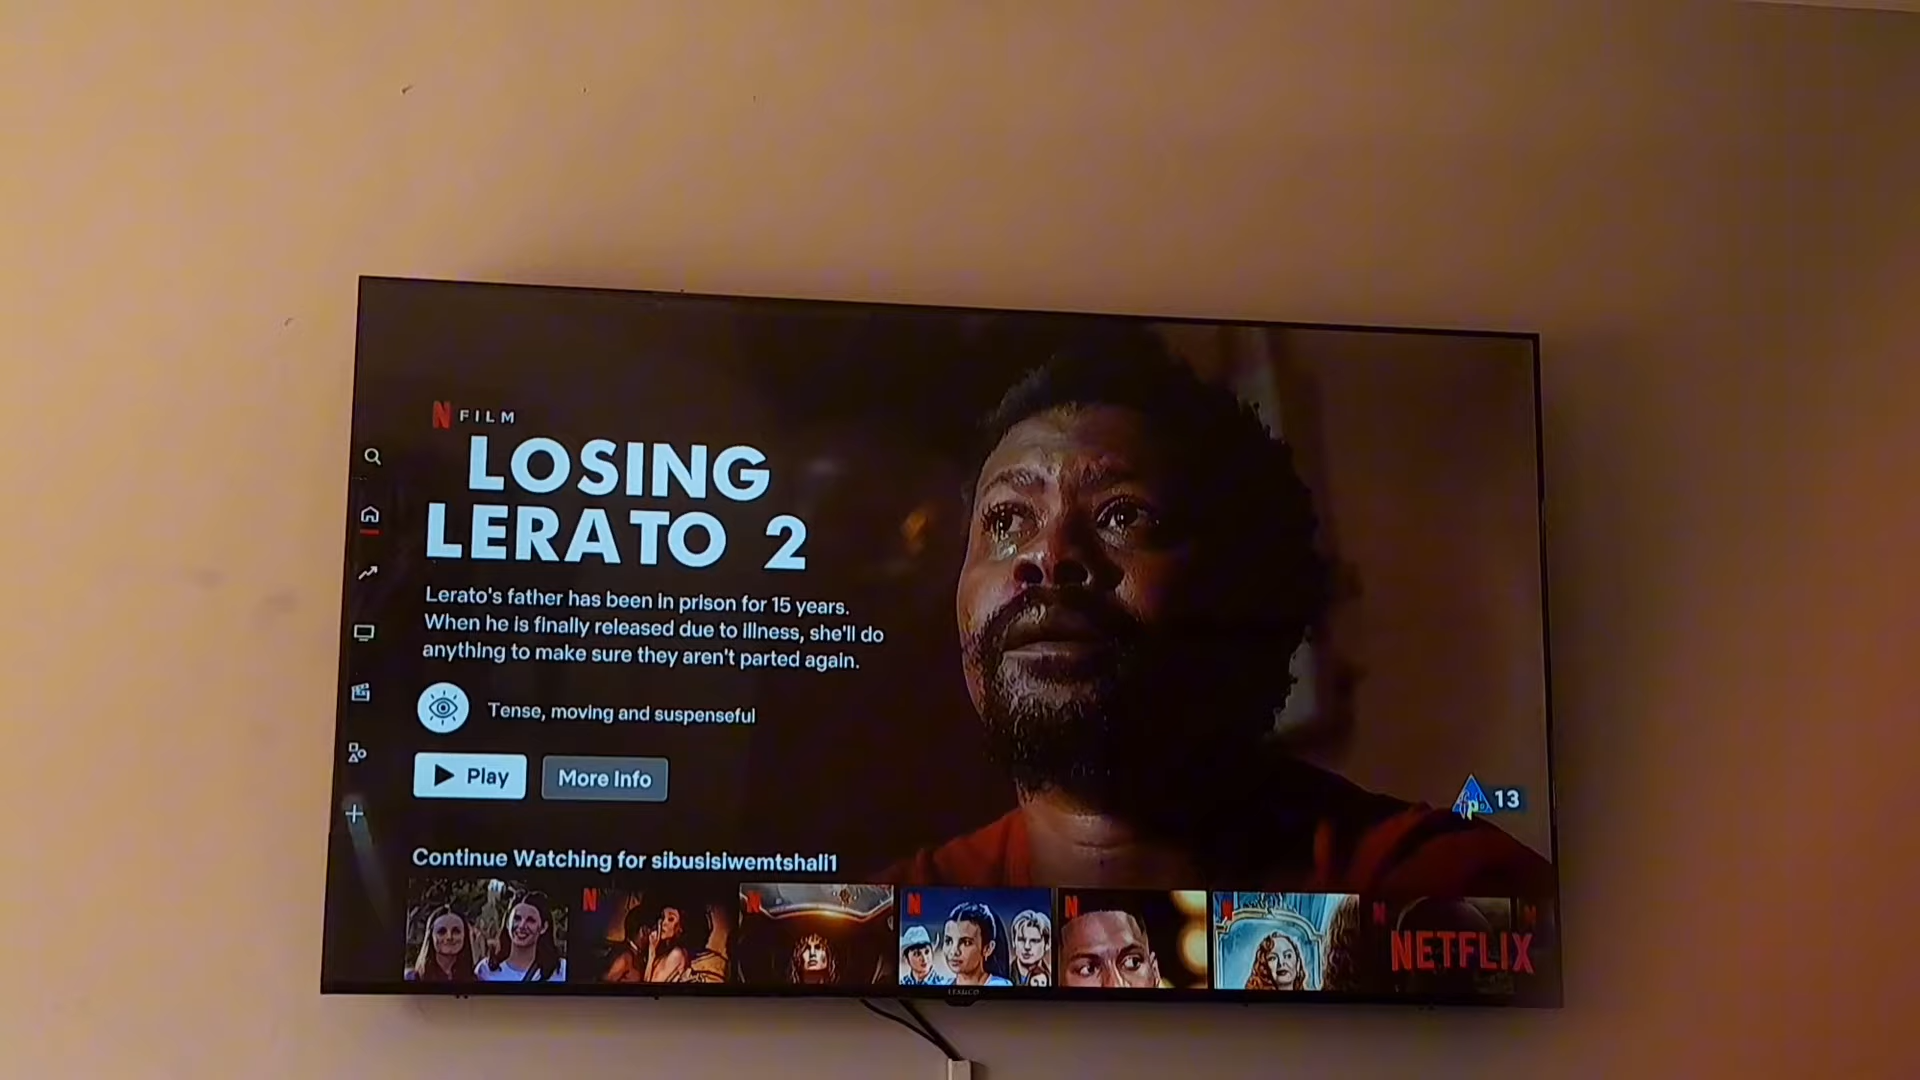 N FILM
LOSING
LERATO 2
Lerato's father has been in prison for 15 years.
When he is finally released due to illness, she'll do
anything to make sure they aren't parted again.
Tense, moving and suspenseful
Play
More Info
13
Continue Watching for sibusisiwemtshali1
NETFLIX